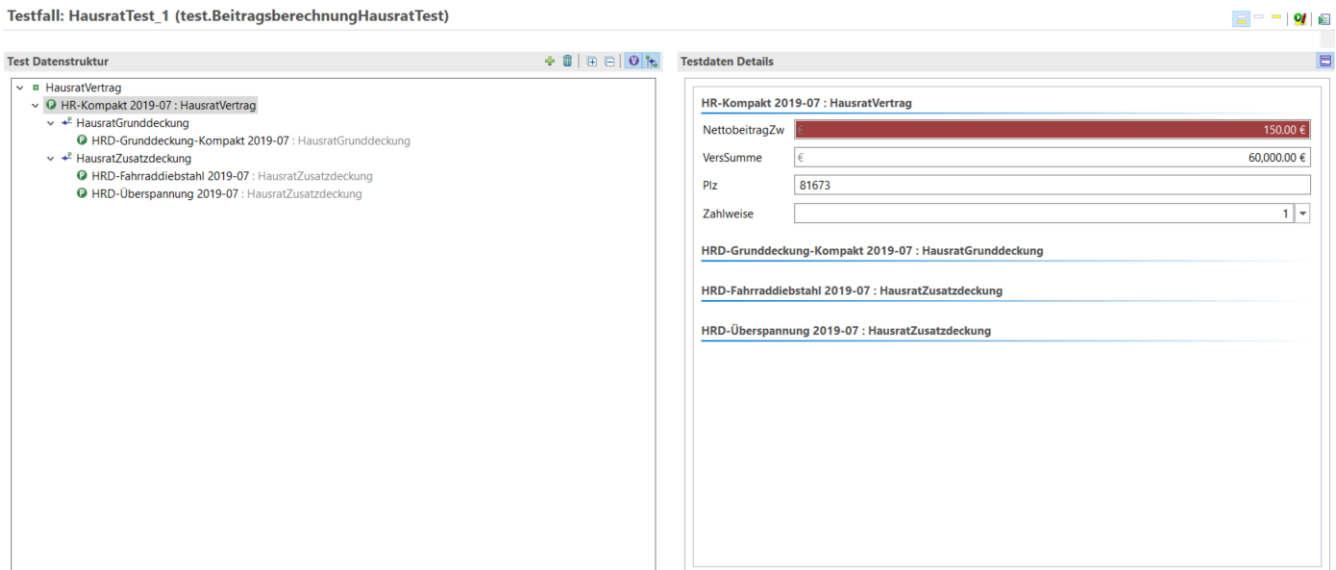 Testfall: HausratTest_1 (test.BeitragsberechnungHausratTest)
Test Datenstruktur
HausratVertrag
HR-Kompakt 2019-07 : HausratVertrag
HausratGrunddeckung
HRD-Grunddeckung-Kompakt 2019-07 : HausratGrunddeckung
HausratZusatzdeckung
HRD-Fahrraddiebstahl 2019-07 : HausratZusatzdeckung
HRD-Überspannung 2019-07 : HausratZusatzdeckung
Testdaten Details
HR-Kompakt 2019-07 : HausratVertrag
NettobeitragZw € 150.00 €
VersSumme € 60,000.00 €
Plz 81673
Zahlweise 1
HRD-Grunddeckung-Kompakt 2019-07 : HausratGrunddeckung
HRD-Fahrraddiebstahl 2019-07 : HausratZusatzdeckung
HRD-Überspannung 2019-07 : HausratZusatzdeckung